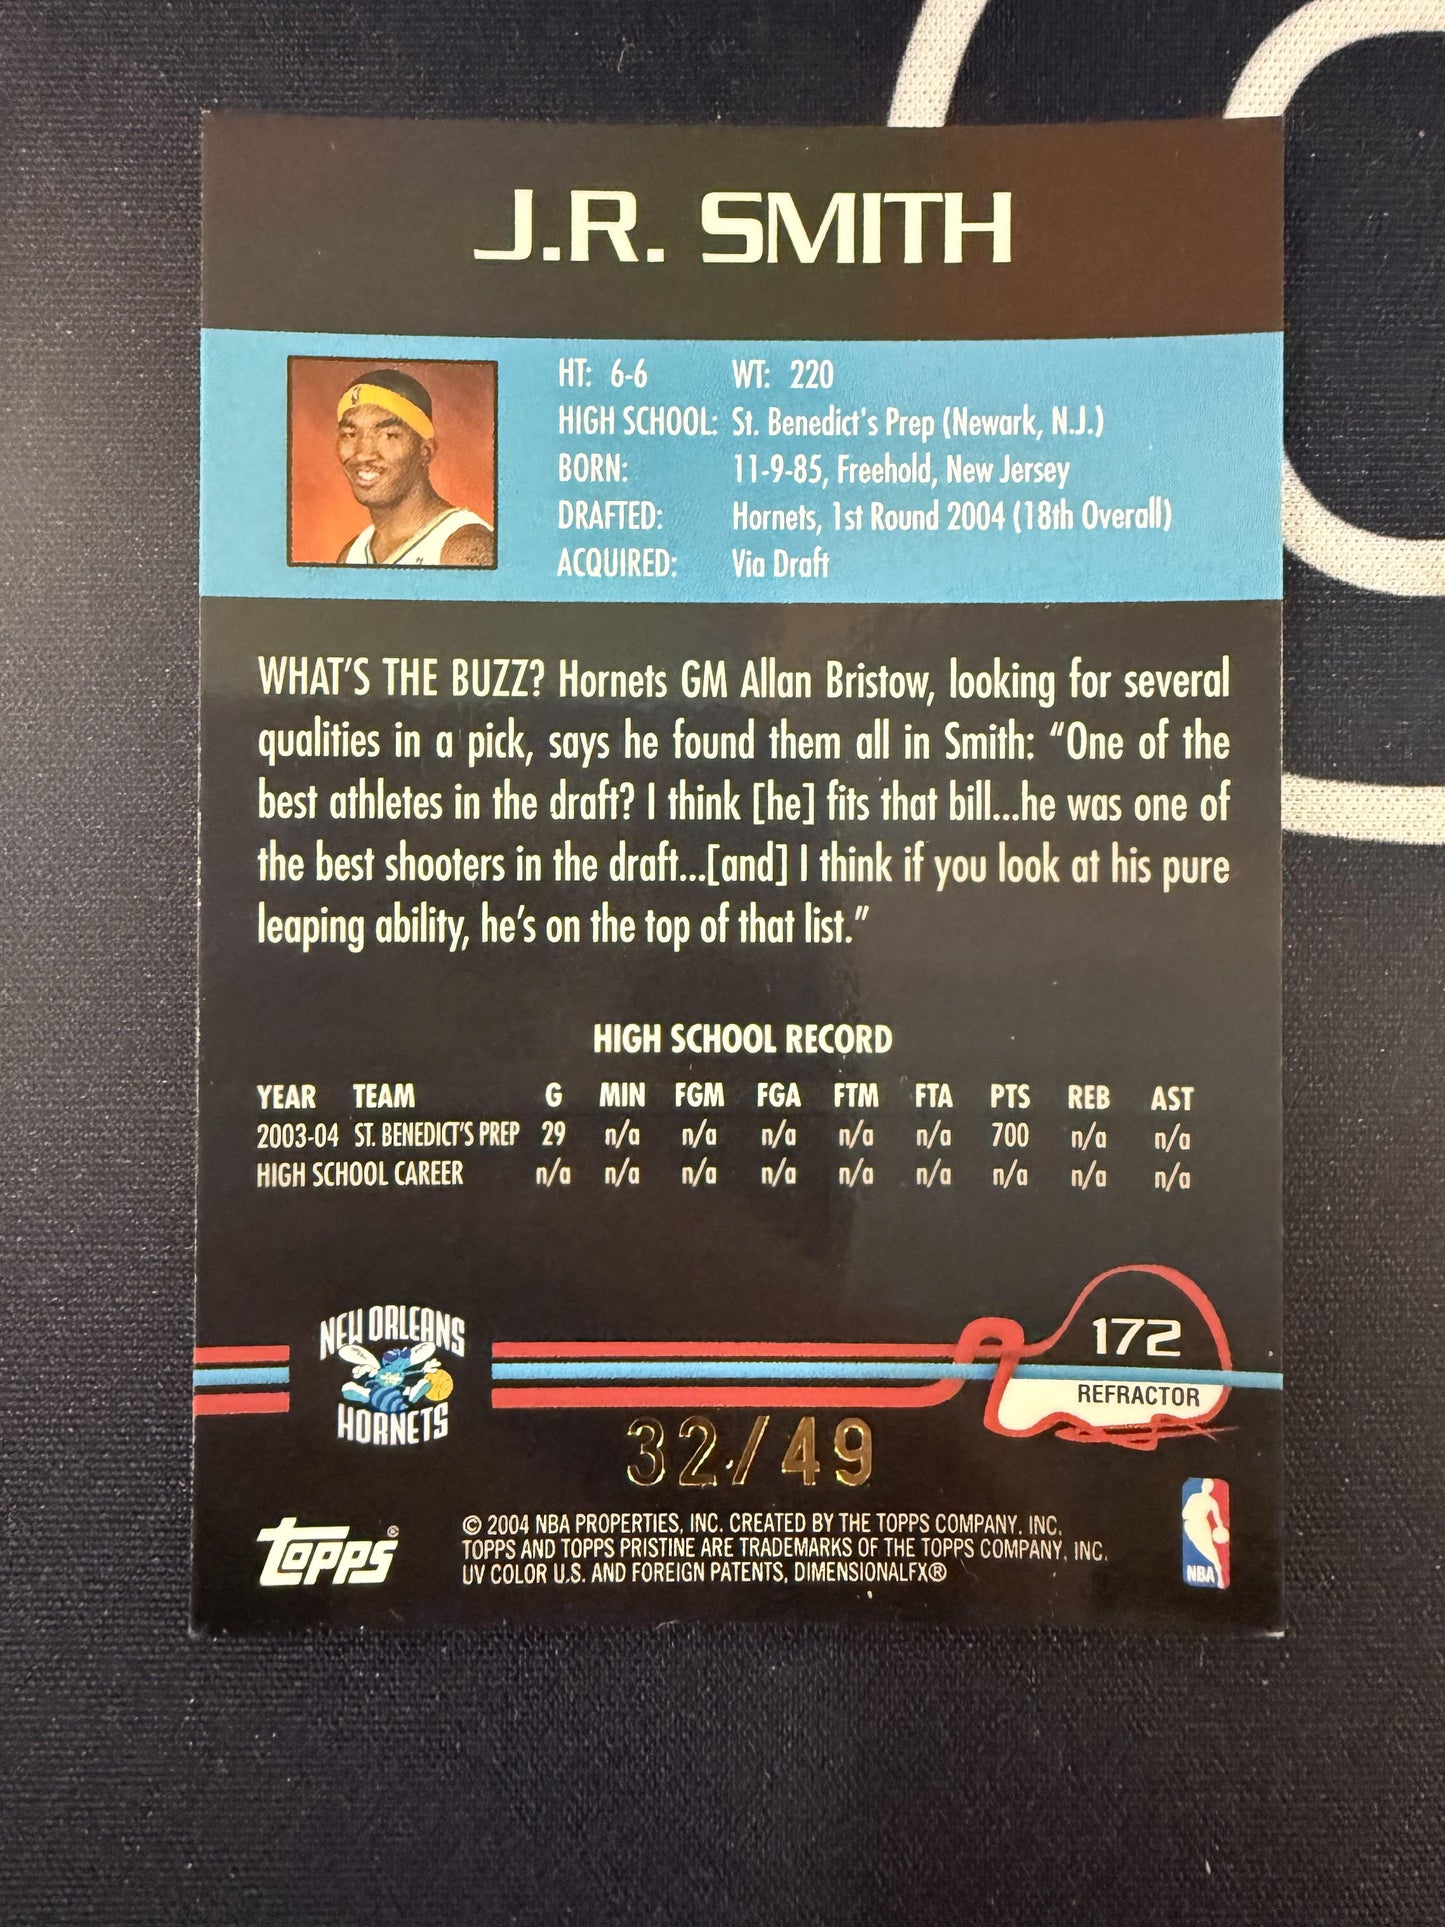 J.R. SMITH
HT: 6-6 WT: 220
HIGH SCHOOL: St. Benedict's Prep (Newark, N.J.)
BORN: 11-9-85, Freehold, New Jersey
DRAFTED: Hornets, 1st Round 2004 (18th Overall)
ACQUIRED: Via Draft
WHAT'S THE BUZZ? Hornets GM Allan Bristow, looking for several
qualities in a pick, says he found them all in Smith: “One of the
best athletes in the draft? I think [he] fits that bill...he was one of
the best shooters in the draft...[and] I think if you look at his pure
leaping ability, he's on the top of that list.”
HIGH SCHOOL RECORD
YEAR TEAM G MIN FGM FGA FTM FTA PTS REB AST
2003-04 ST. BENEDICT'S PREP 29 n/a n/a n/a n/a n/a 700 n/a n/a
HIGH SCHOOL CAREER n/a n/a n/a n/a n/a n/a n/a n/a n/a
NEW ORLEANS
HORNETS
172
REFRACTOR
32/49
Topps®
© 2004 NBA PROPERTIES, INC. CREATED BY THE TOPPS COMPANY, INC.
TOPPS AND TOPPS PRISTINE ARE TRADEMARKS OF THE TOPPS COMPANY, INC.
UV COLOR U.S. AND FOREIGN PATENTS, DIMENSIONALFX®
NBA